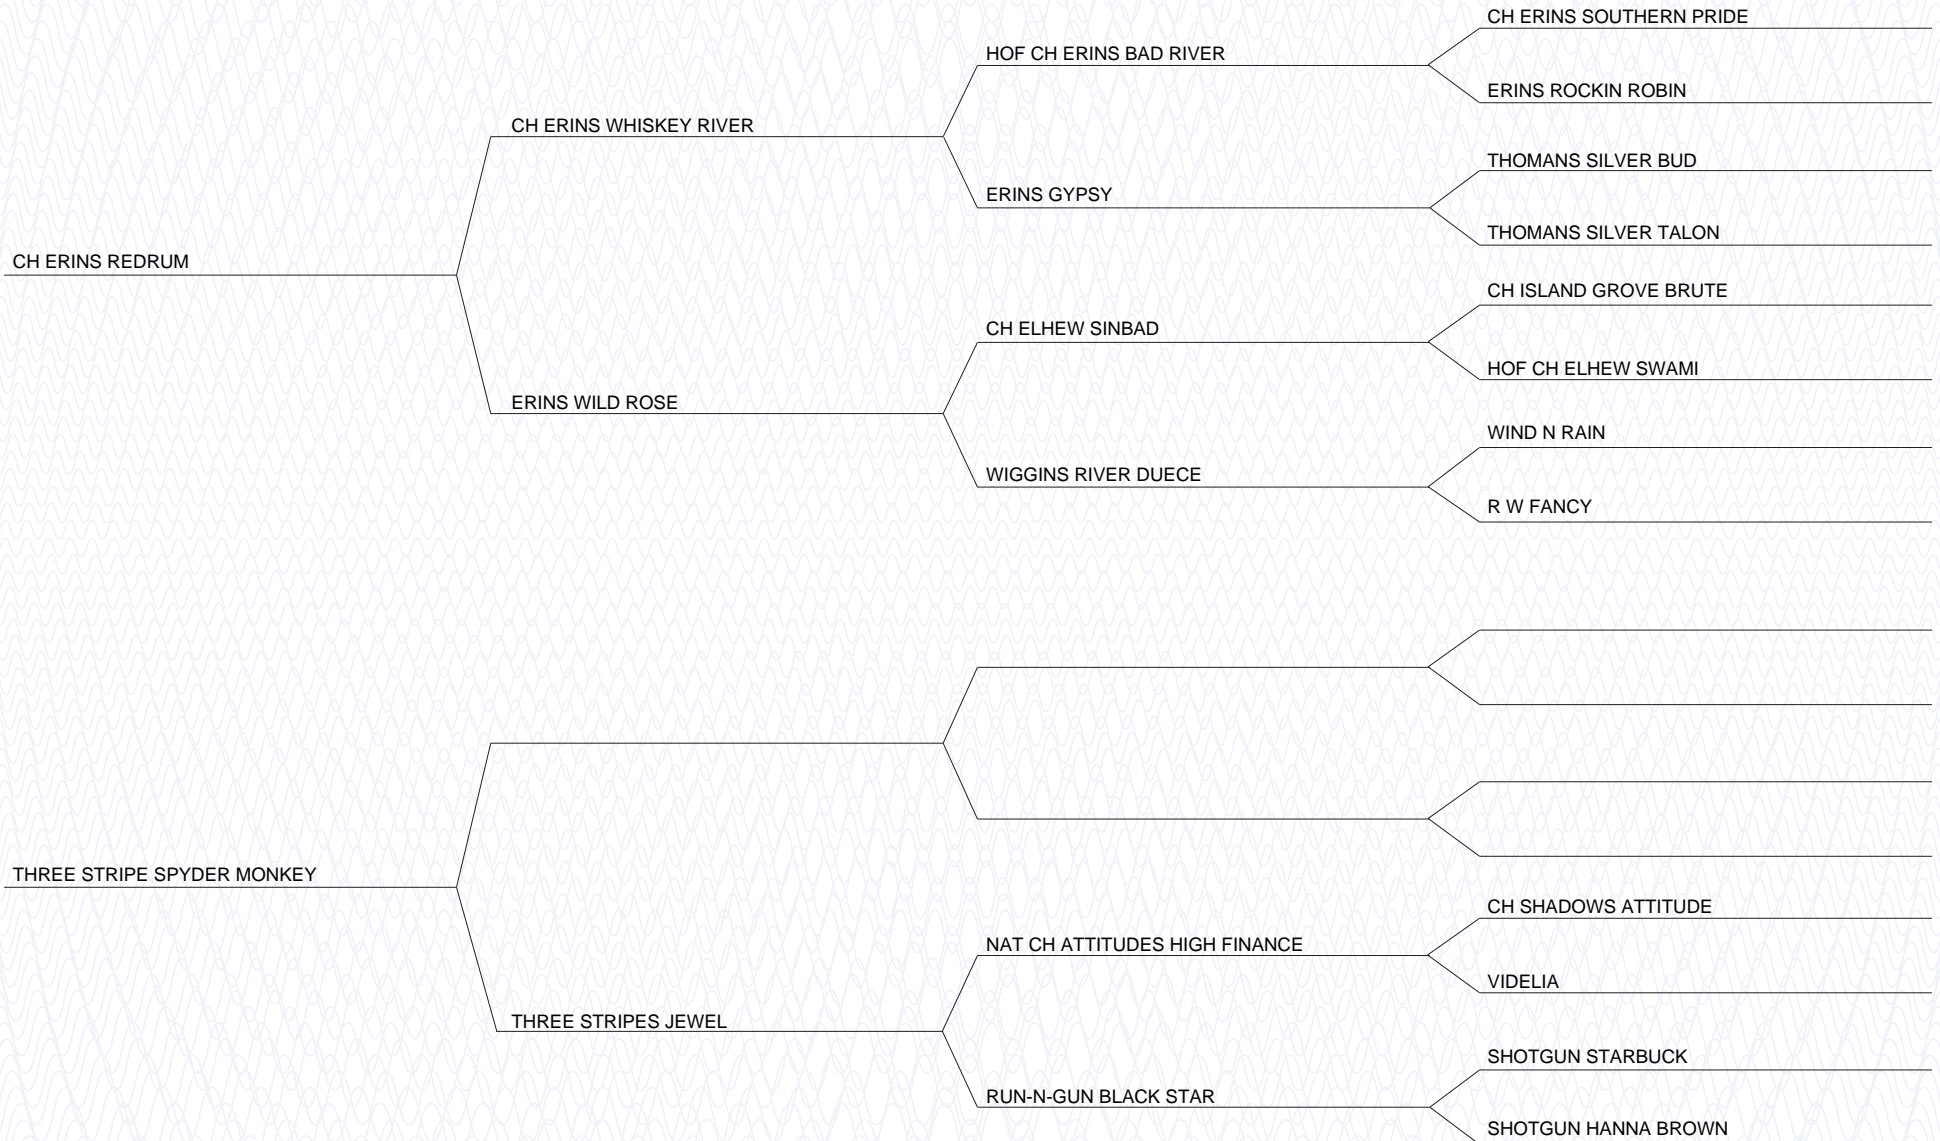 CH ERINS SOUTHERN PRIDE
HOF CH ERINS BAD RIVER
ERINS ROCKIN ROBIN
CH ERINS WHISKEY RIVER
THOMANS SILVER BUD
ERINS GYPSY
THOMANS SILVER TALON
CH ERINS REDRUM
CH ISLAND GROVE BRUTE
CH ELHEW SINBAD
HOF CH ELHEW SWAMI
ERINS WILD ROSE
WIND N RAIN
WIGGINS RIVER DUECE
R W FANCY
THREE STRIPE SPYDER MONKEY
CH SHADOWS ATTITUDE
NAT CH ATTITUDES HIGH FINANCE
VIDELIA
THREE STRIPES JEWEL
SHOTGUN STARBUCK
RUN-N-GUN BLACK STAR
SHOTGUN HANNA BROWN